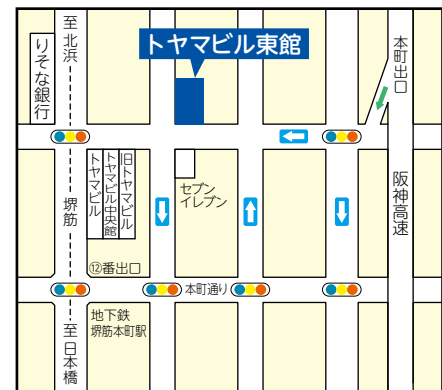 トヤマビル東館
至北浜
りそな銀行
本町出口
堺筋
トヤマビル
トヤマビル中央館
旧トヤマビル
セブン
イレブン
阪神高速
⑫番出口
本町通り
地下鉄
堺筋本町駅
至日本橋